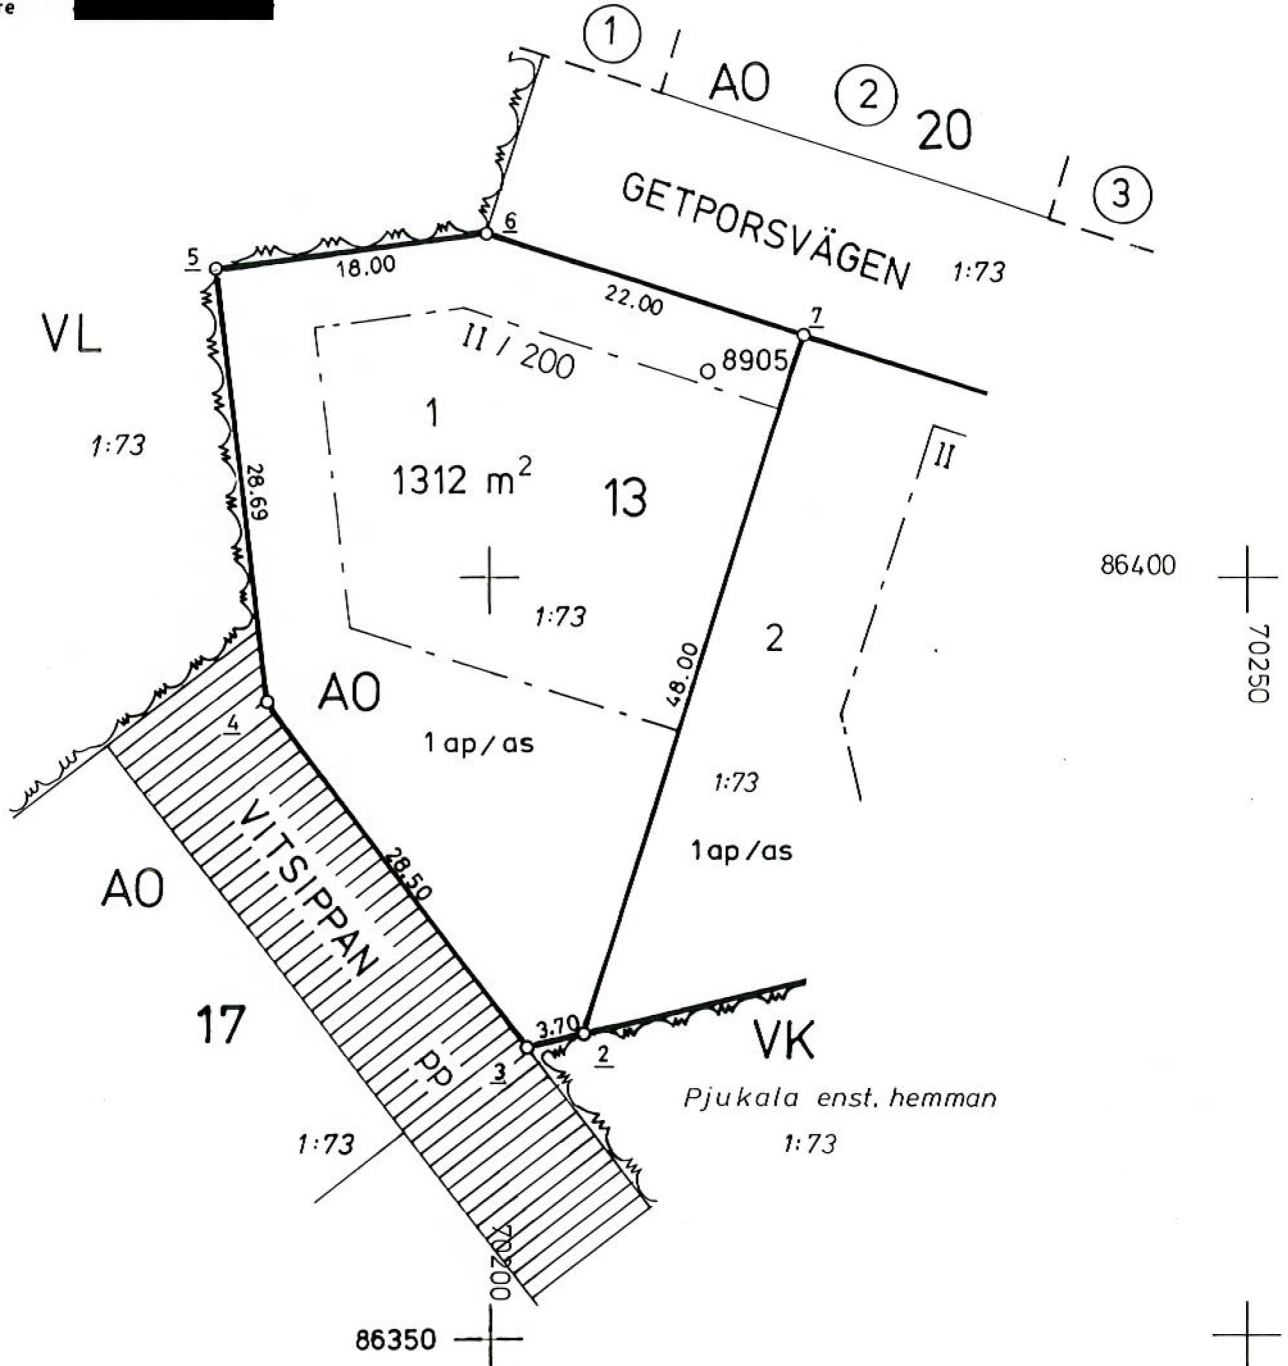 re
1
AO
2
20
3
GETPORSVÄGEN
1:73
6
5
18.00
22.00
7
VL
II / 200
8905
1
1:73
1312 m²
13
II
28.69
86400
1:73
2
70250
48.00
AO
4
1 ap/as
1:73
1 ap/as
VITSIPPAN
28.50
AO
17
3.70
2
VK
3
pp
Pjukala enst. hemman
1:73
1:73
70200
86350